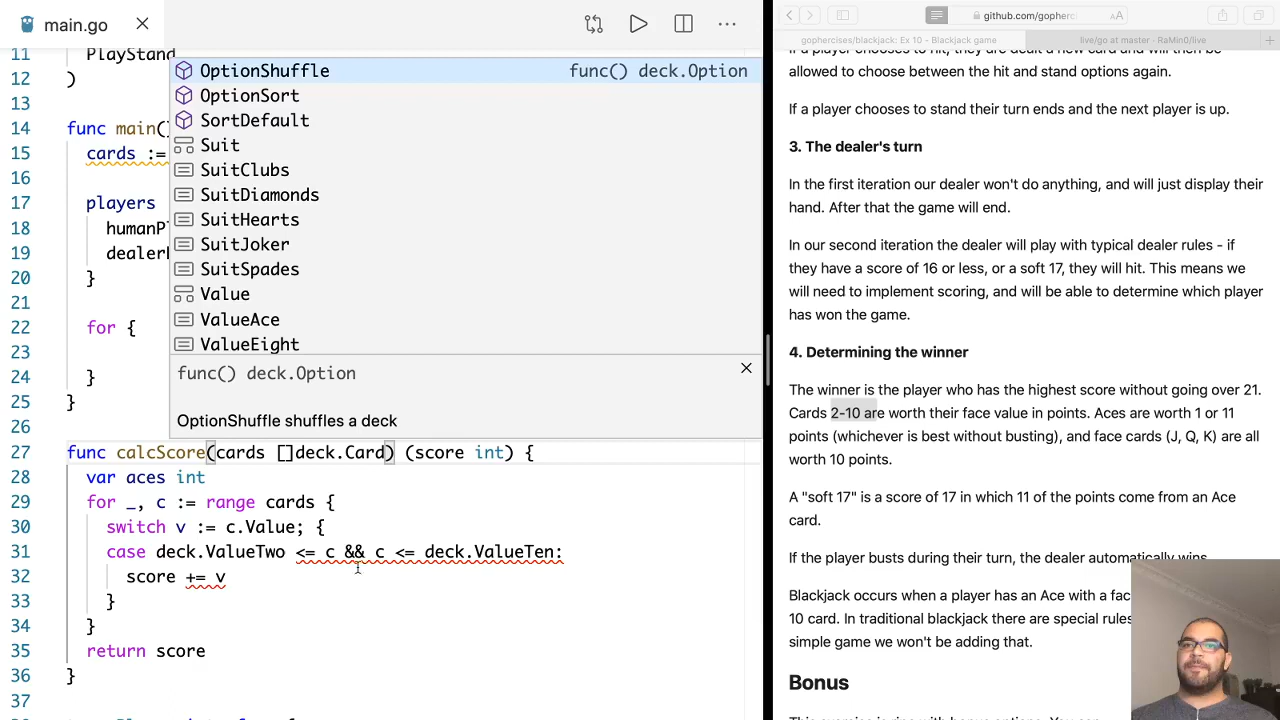 main.go
11 PlayStand
12 )
13
14 func main()
15 cards :=
16
17 players
18 humanP
19 dealer
20 }
21
22 for {
23
24 }
25 }
26
OptionShuffle func() deck.Option
OptionSort
SortDefault
Suit
SuitClubs
SuitDiamonds
SuitHearts
SuitJoker
SuitSpades
Value
ValueAce
ValueEight
func() deck.Option
OptionShuffle shuffles a deck
27 func calcScore(cards []deck.Card) (score int) {
28 var aces int
29 for _, c := range cards {
30 switch v := c.Value; {
31 case deck.ValueTwo <= c && c <= deck.ValueTen:
32 score += v
33 }
34 }
35 return score
36 }
37
github.com/gopherc
AA
gophercises/blackjack: Ex 10 - Blackjack game
live/go at master · RaMin0/live
If a player chooses to hit, they are dealt a new card and will then be
allowed to choose between the hit and stand options again.
If a player chooses to stand their turn ends and the next player is up.
3. The dealer's turn
In the first iteration our dealer won't do anything, and will just display their
hand. After that the game will end.
In our second iteration the dealer will play with typical dealer rules - if
they have a score of 16 or less, or a soft 17, they will hit. This means we
will need to implement scoring, and will be able to determine which player
has won the game.
4. Determining the winner
The winner is the player who has the highest score without going over 21.
Cards 2-10 are worth their face value in points. Aces are worth 1 or 11
points (whichever is best without busting), and face cards (J, Q, K) are all
worth 10 points.
A "soft 17" is a score of 17 in which 11 of the points come from an Ace
card.
If the player busts during their turn, the dealer automatically wins
Blackjack occurs when a player has an Ace with a fac
10 card. In traditional blackjack there are special rules
simple game we won't be adding that.
Bonus